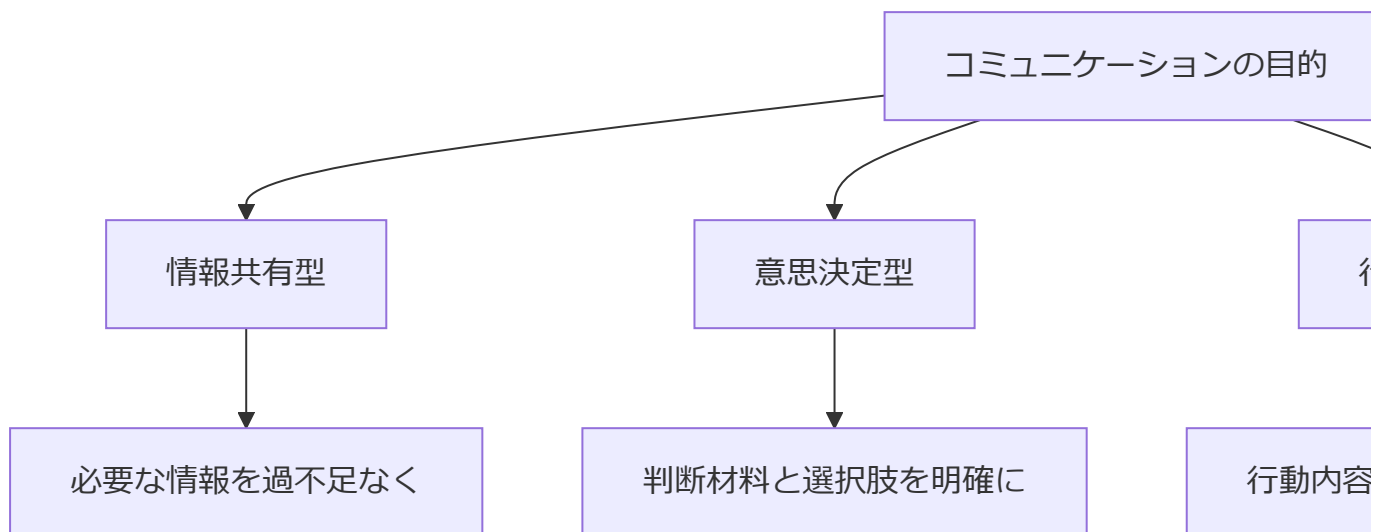 コミュニケーションの目的
情報共有型
意思決定型
必要な情報を過不足なく
判断材料と選択肢を明確に
行動内容